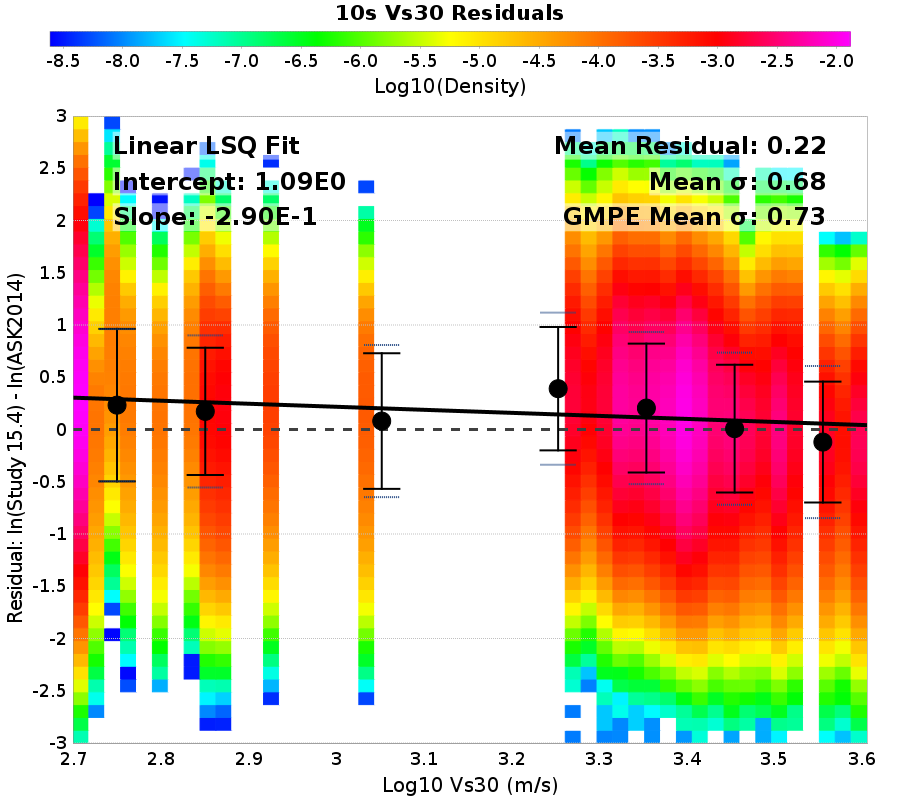 10s Vs30 Residuals
-8.5 -8.0 -7.5 -7.0 -6.5 -6.0 -5.5 -5.0 -4.5 -4.0 -3.5 -3.0 -2.5 -2.0
Log10(Density)
Linear LSQ Fit
Intercept: 1.09E0
Slope: -2.90E-1
Mean Residual: 0.22
Mean σ: 0.68
GMPE Mean σ: 0.73
Residual: ln(Study 15.4) - ln(ASK2014)
3
2.5
2
1.5
1
0.5
0
-0.5
-1
-1.5
-2
-2.5
-3
2.7 2.8 2.9 3 3.1 3.2 3.3 3.4 3.5 3.6
Log10 Vs30 (m/s)